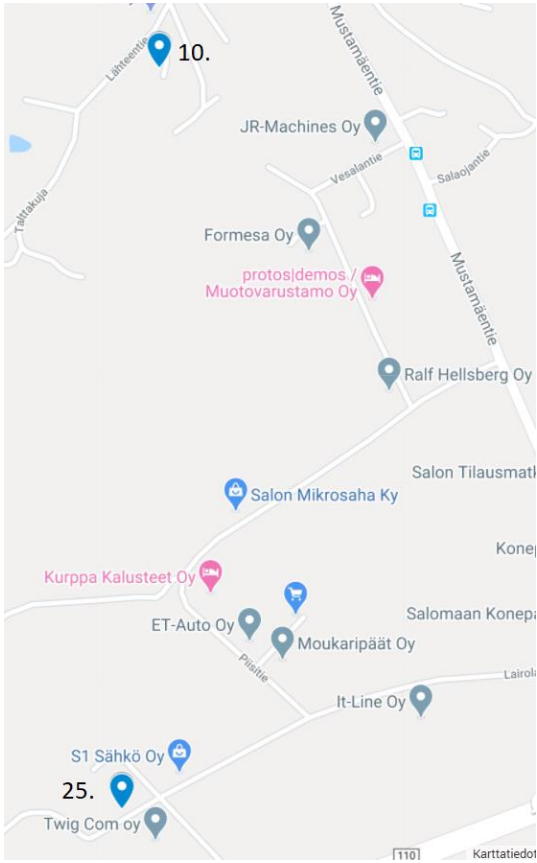 Lähteentie
10.
Mustamäentie
JR-Machines Oy
Vesalantie
Salaojantie
Talttakuja
Formesa Oy
Mustamäentie
protos|demos /
Muotovarustamo Oy
Ralf Hellsberg Oy
Salon Tilausmatk
Salon Mikrosaha Ky
Konep
Kurppa Kalusteet Oy
Salomaan Konepa
ET-Auto Oy
Moukaripäät Oy
Piisitie
Lairola
It-Line Oy
S1 Sähkö Oy
25.
Twig Com oy
110
Karttatiedot